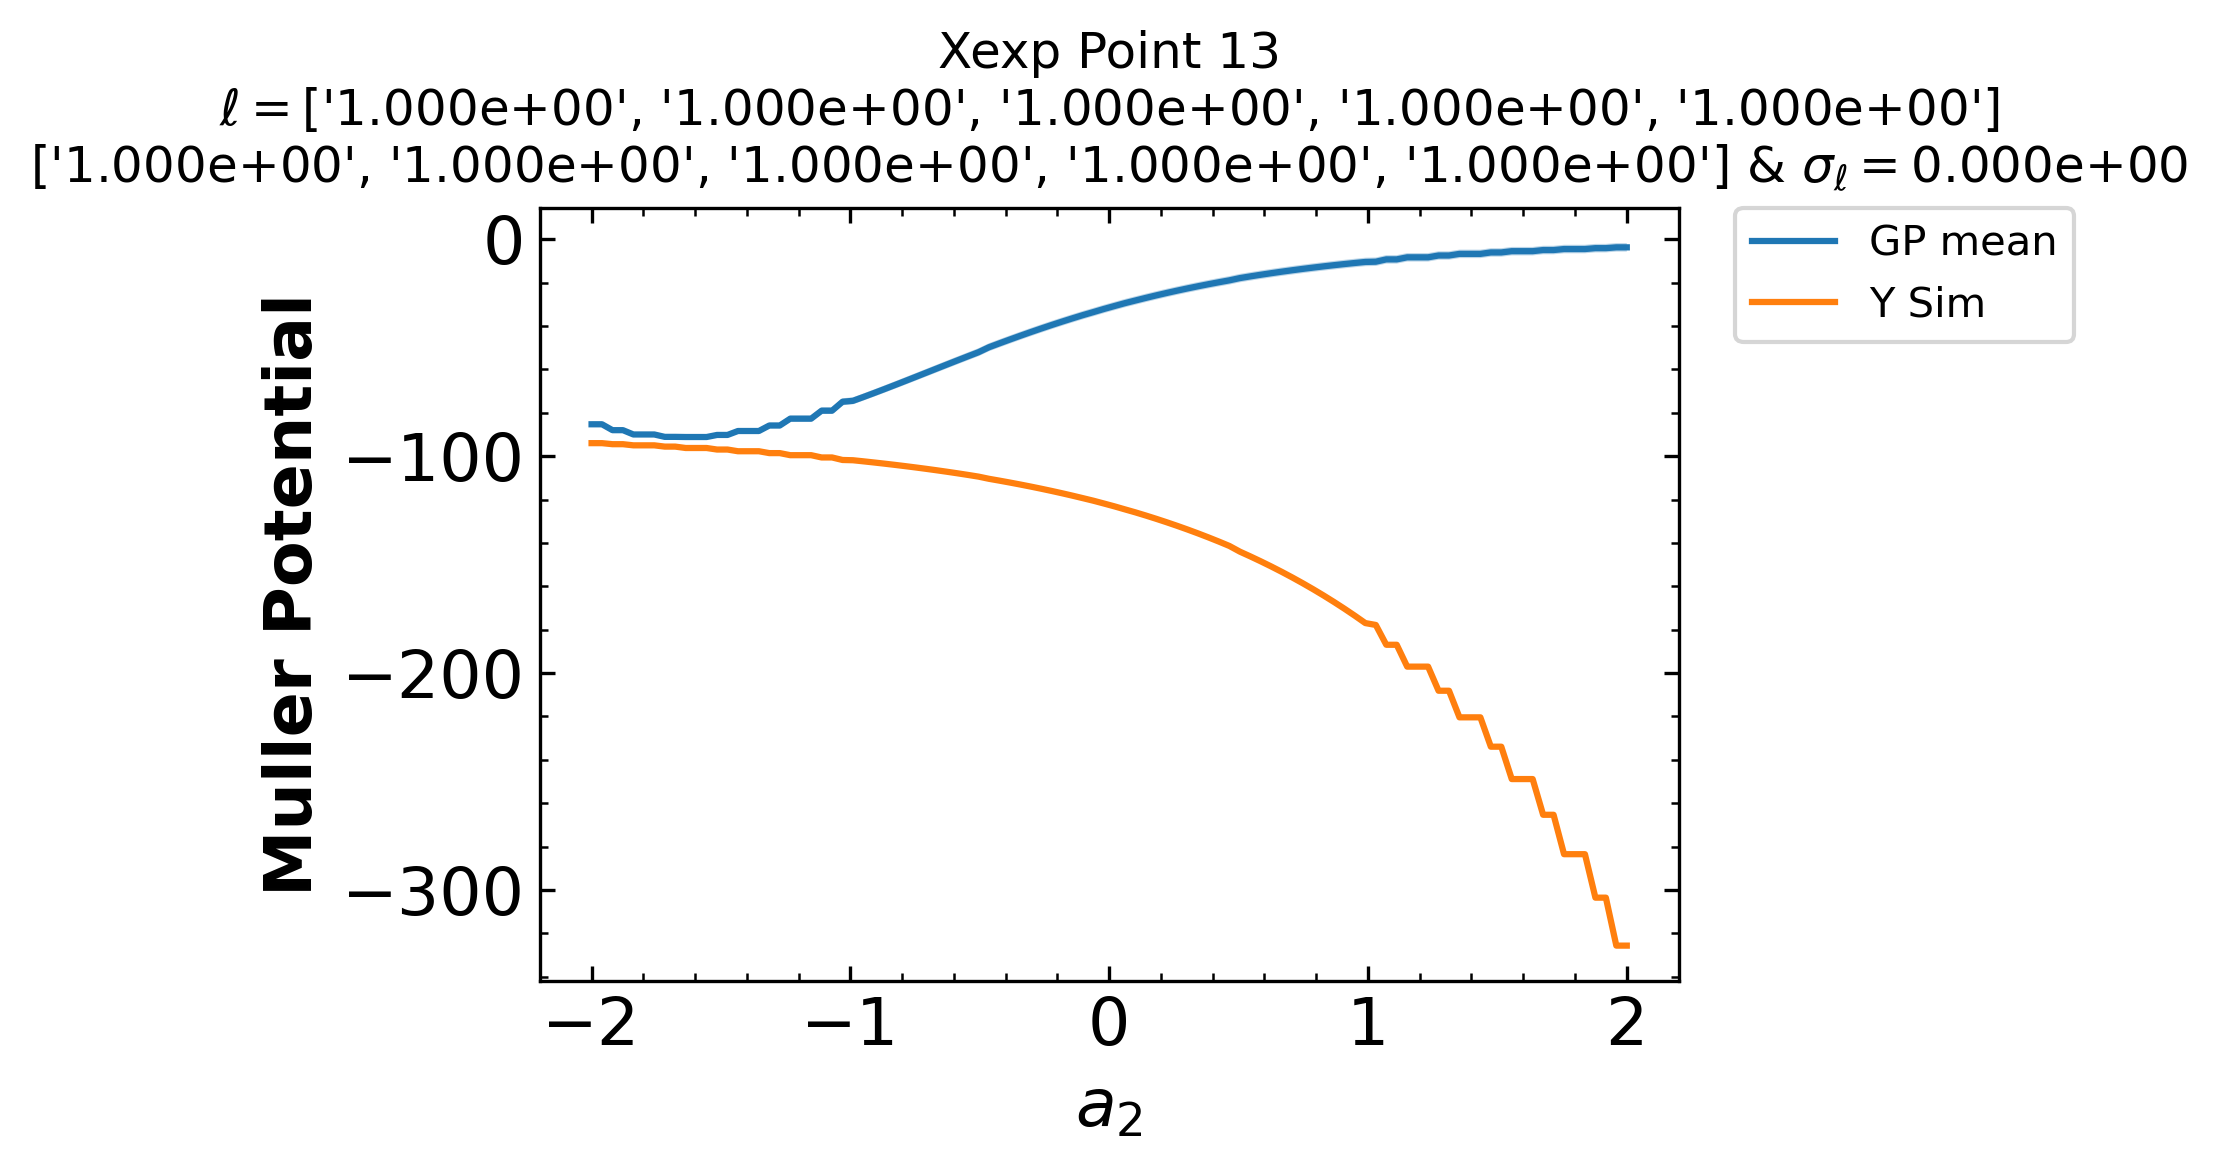 Xexp Point 13
ℓ = ['1.000e+00', '1.000e+00', '1.000e+00', '1.000e+00', '1.000e+00']
['1.000e+00', '1.000e+00', '1.000e+00', '1.000e+00', '1.000e+00'] & σ_ℓ = 0.000e+00
GP mean
Y Sim
Muller Potential
0
−100
−200
−300
−2
−1
0
1
2
a₂